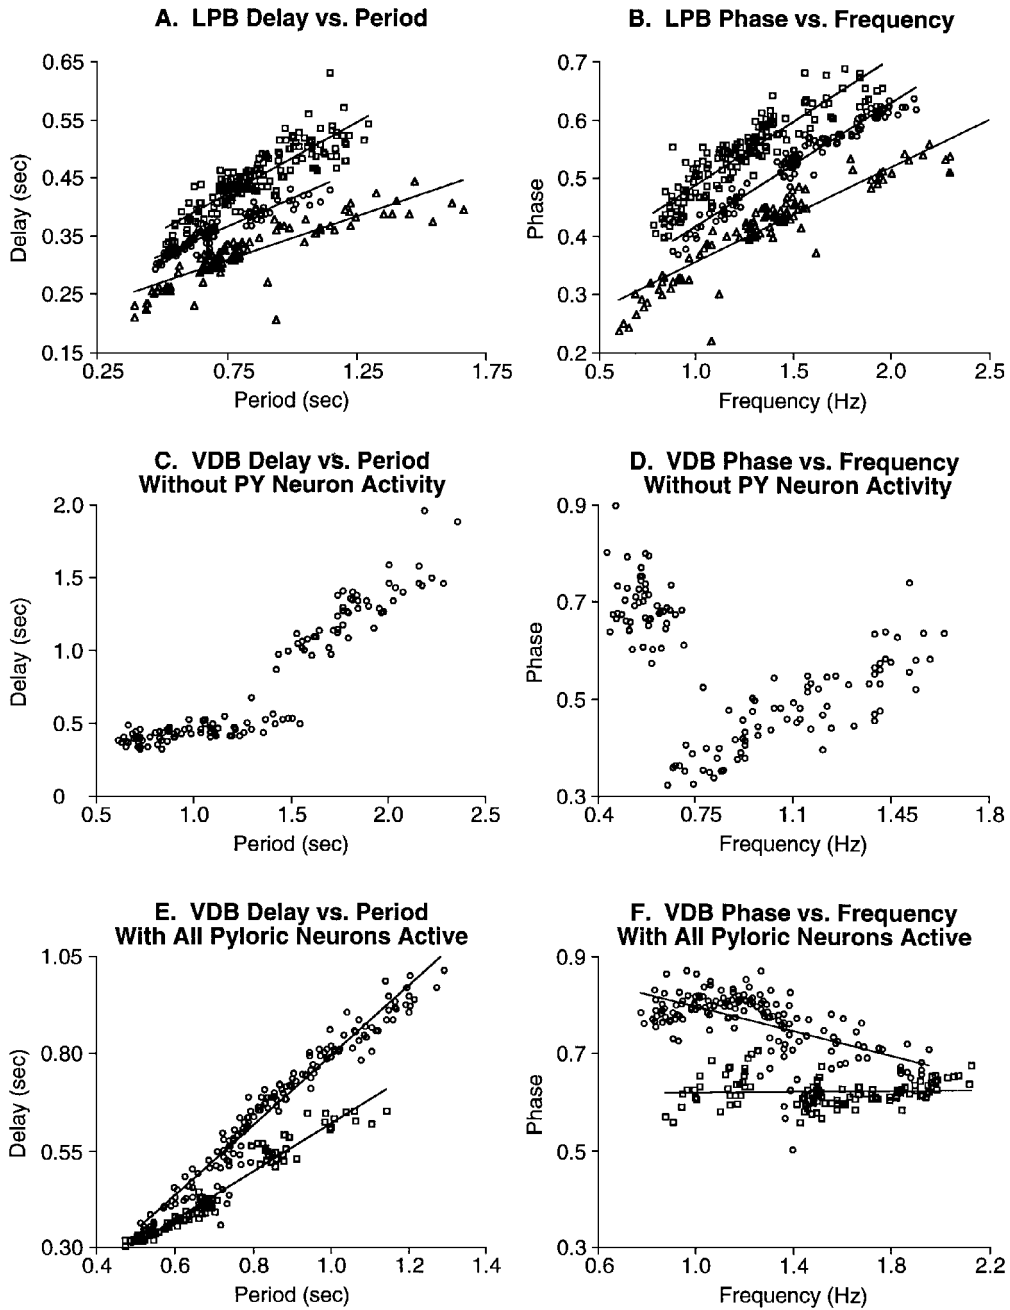 A. LPB Delay vs. Period
0.65
0.55
0.45
0.35
0.25
0.15
Delay (sec)
0.25
0.75
1.25
1.75
Period (sec)
B. LPB Phase vs. Frequency
0.7
0.6
0.5
0.4
0.3
0.2
Phase
0.5
1.0
1.5
2.0
2.5
Frequency (Hz)
C. VDB Delay vs. Period
Without PY Neuron Activity
2.0
1.5
1.0
0.5
0
Delay (sec)
0.5
1.0
1.5
2.0
2.5
Period (sec)
D. VDB Phase vs. Frequency
Without PY Neuron Activity
0.9
0.7
0.5
0.3
Phase
0.4
0.75
1.1
1.45
1.8
Frequency (Hz)
E. VDB Delay vs. Period
With All Pyloric Neurons Active
1.05
0.80
0.55
0.30
Delay (sec)
0.4
0.6
0.8
1.0
1.2
1.4
Period (sec)
F. VDB Phase vs. Frequency
With All Pyloric Neurons Active
0.9
0.7
0.5
0.3
Phase
0.6
1.0
1.4
1.8
2.2
Frequency (Hz)